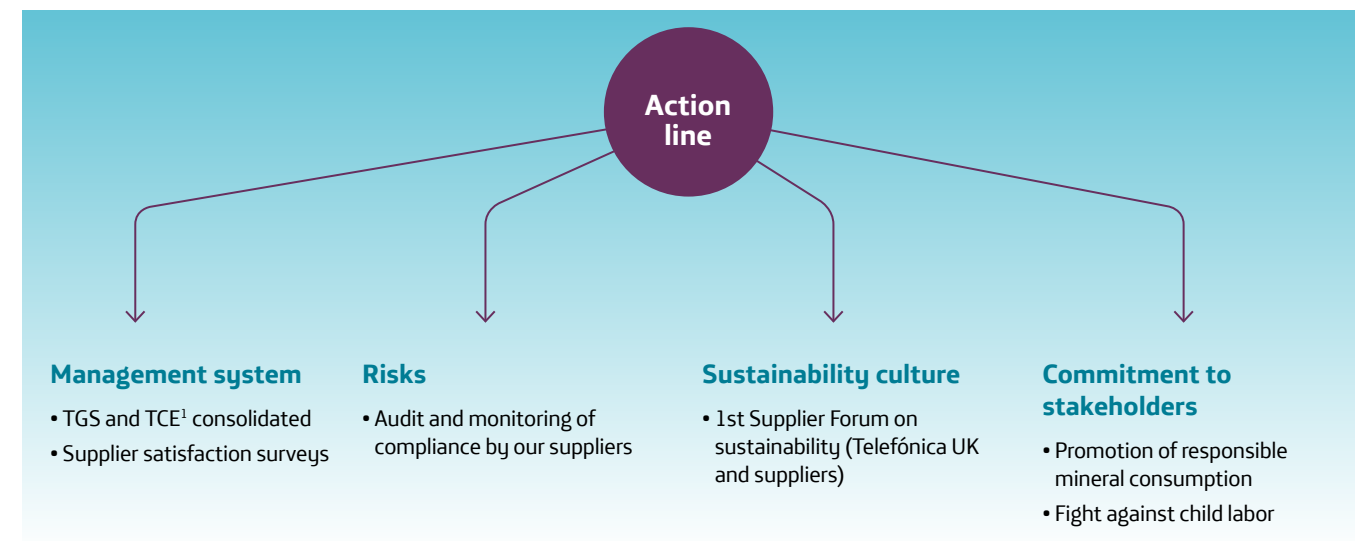 Action
line
Management system
• TGS and TCE¹ consolidated
• Supplier satisfaction surveys
Risks
• Audit and monitoring of
compliance by our suppliers
Sustainability culture
• 1st Supplier Forum on
sustainability (Telefónica UK
and suppliers)
Commitment to
stakeholders
• Promotion of responsible
mineral consumption
• Fight against child labor